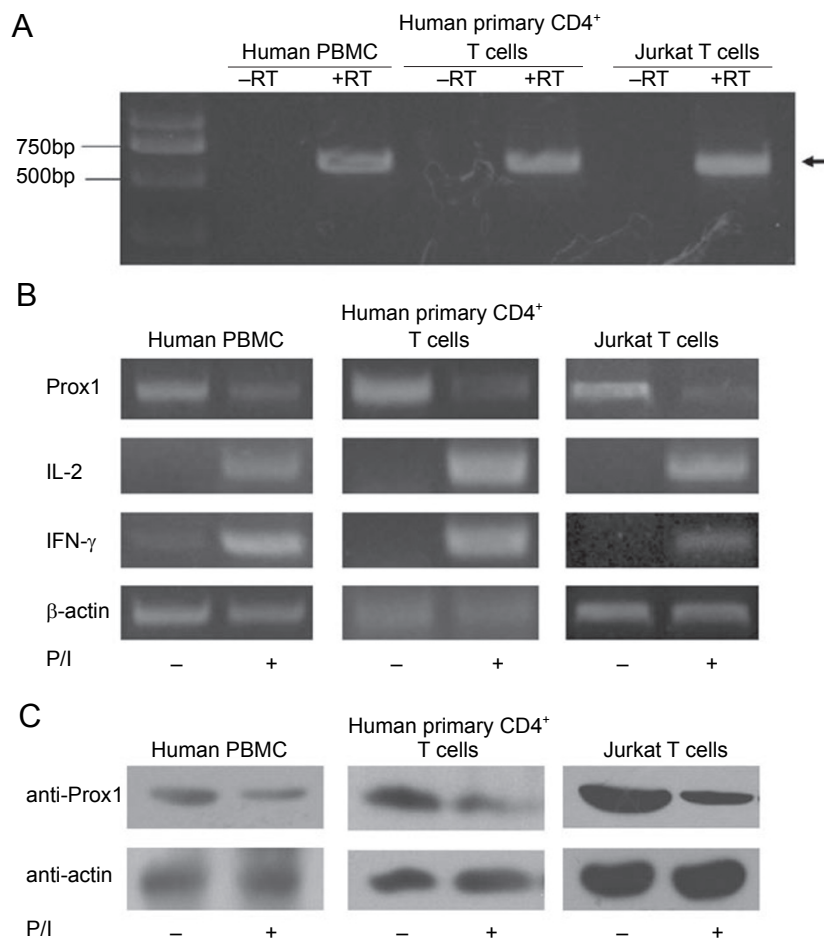 A
Human primary CD4⁺
Human PBMC T cells Jurkat T cells
–RT +RT –RT +RT –RT +RT
750bp
500bp
B
Human primary CD4⁺
Human PBMC T cells Jurkat T cells
Prox1
IL-2
IFN-γ
β-actin
P/I – + – + – +
C
Human primary CD4⁺
Human PBMC T cells Jurkat T cells
anti-Prox1
anti-actin
P/I – + – + – +